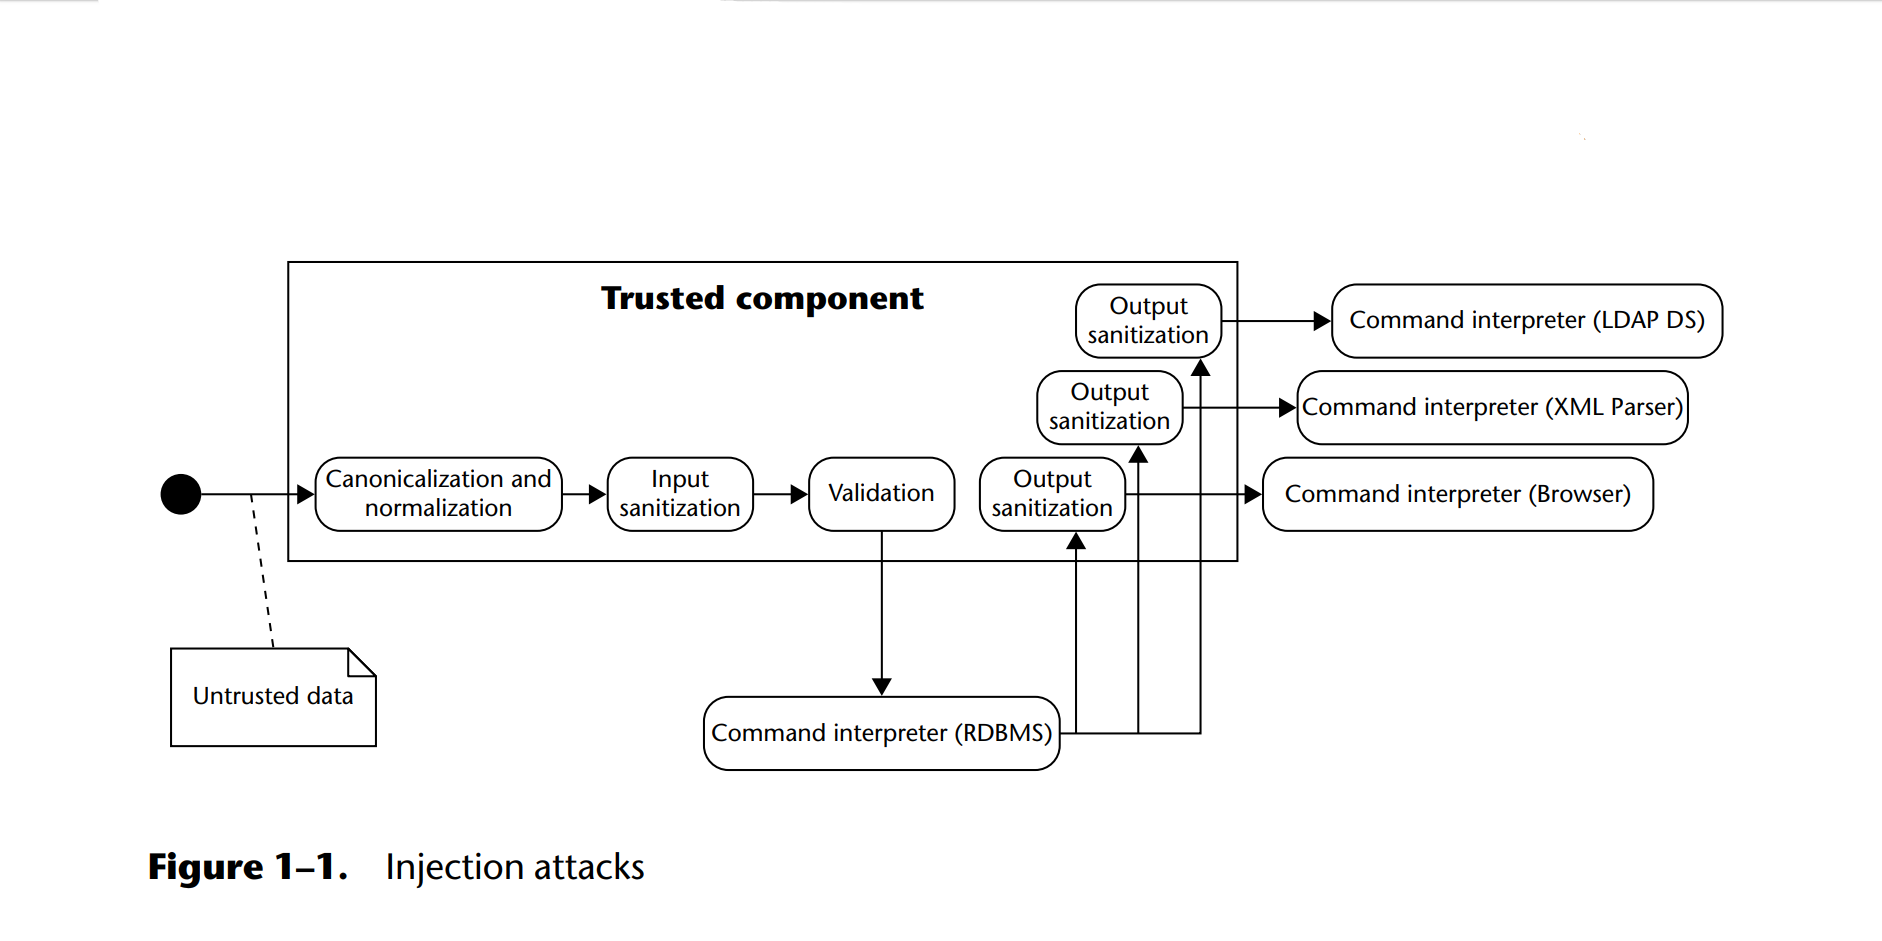 Trusted component
Output
sanitization
Command interpreter (LDAP DS)
Output
sanitization
Command interpreter (XML Parser)
Canonicalization and
normalization
Input
sanitization
Validation
Output
sanitization
Command interpreter (Browser)
Untrusted data
Command interpreter (RDBMS)
Figure 1–1. Injection attacks